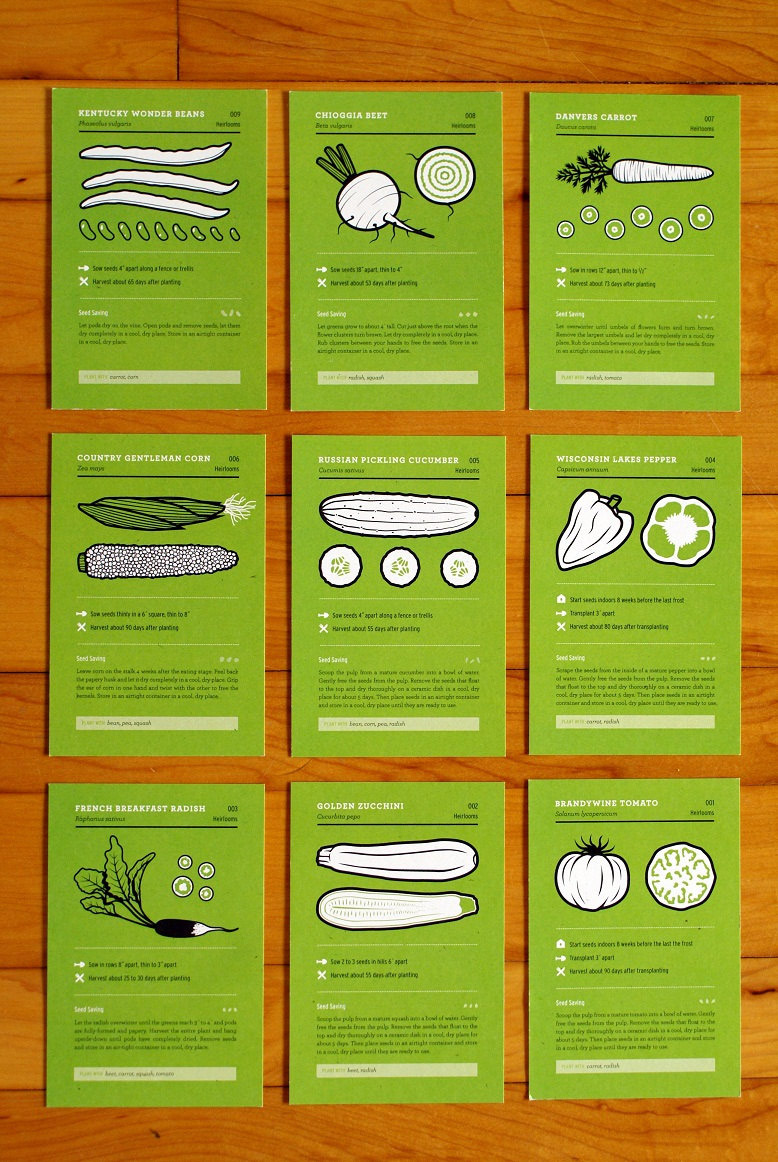 KENTUCKY WONDER BEANS 009
Phaseolus vulgaris Heirlooms
Sow seeds 4" apart along a fence or trellis
Harvest about 65 days after planting
Seed Saving
Let pods dry on the vine. Open pods and remove seeds, let them
dry completely in a cool, dry place. Store in an airtight container
in a cool, dry place.
PLANT WITH carrot, corn
CHIOGGIA BEET 008
Beta vulgaris Heirlooms
Sow seeds 18" apart, thin to 4"
Harvest about 53 days after planting
Seed Saving
Let greens grow to about 4' tall. Cut just above the root when the
flower clusters turn brown. Let dry completely in a cool, dry place.
Rub clusters between your hands to free the seeds. Store in an
airtight container in a cool, dry place.
PLANT WITH radish, squash
DANVERS CARROT 007
Daucus carota Heirlooms
Sow in rows 12" apart, thin to ½"
Harvest about 73 days after planting
Seed Saving
Let overwinter until umbels of flowers form and turn brown.
Remove the largest umbels and let dry completely in a cool, dry
place. Rub the umbels between your hands to free the seeds. Store
in an airtight container in a cool, dry place.
PLANT WITH radish, tomato
COUNTRY GENTLEMAN CORN 006
Zea mays Heirlooms
Sow seeds thinly in a 6" square, thin to 8"
Harvest about 90 days after planting
Seed Saving
Leave corn on the stalk 4 weeks after the eating stage. Peel back
the papery husk and let it dry completely in a cool, dry place. Grip
the ear of corn in one hand and twist with the other to free the
kernels. Store in an airtight container in a cool, dry place.
PLANT WITH bean, pea, squash
RUSSIAN PICKLING CUCUMBER 005
Cucumis sativus Heirlooms
Sow seeds 4" apart along a fence or trellis
Harvest about 55 days after planting
Seed Saving
Scoop the pulp from a mature cucumber into a bowl of water.
Gently free the seeds from the pulp. Remove the seeds that float
to the top and dry thoroughly on a ceramic dish in a cool, dry
place for about 5 days. Then place seeds in an airtight container
and store in a cool, dry place until they are ready to use.
PLANT WITH bean, corn, pea, radish
WISCONSIN LAKES PEPPER 004
Capsicum annuum Heirlooms
Start seeds indoors 8 weeks before the last frost
Transplant 3' apart
Harvest about 80 days after transplanting
Seed Saving
Scrape the seeds from the inside of a mature pepper into a bowl
of water. Gently free the seeds from the pulp. Remove the seeds
that float to the top and dry thoroughly on a ceramic dish in a
cool, dry place for about 5 days. Then place seeds in an airtight
container and store in a cool, dry place until they are ready to use.
PLANT WITH carrot, radish
FRENCH BREAKFAST RADISH 003
Raphanus sativus Heirlooms
Sow in rows 8" apart, thin to 3" apart
Harvest about 25 to 30 days after planting
Seed Saving
Let the radish overwinter until the greens reach 3' to 4' and pods
are fully-formed and papery. Harvest the entire plant and hang
upside-down until pods have completely dried. Remove seeds
and store in an airtight container in a cool, dry place.
PLANT WITH beet, carrot, squash, tomato
GOLDEN ZUCCHINI 002
Cucurbita pepo Heirlooms
Sow 2 to 3 seeds in hills 6' apart
Harvest about 55 days after planting
Seed Saving
Scoop the pulp from a mature squash into a bowl of water. Gently
free the seeds from the pulp. Remove the seeds that float to the
top and dry thoroughly on a ceramic dish in a cool, dry place for
about 5 days. Then place seeds in an airtight container and store
in a cool, dry place until they are ready to use.
PLANT WITH beet, radish
BRANDYWINE TOMATO 001
Solanum lycopersicum Heirlooms
Start seeds indoors 8 weeks before the last frost
Transplant 3' apart
Harvest about 90 days after transplanting
Seed Saving
Scoop the pulp from a mature tomato into a bowl of water. Gently
free the seeds from the pulp. Remove the seeds that float to the
top and dry thoroughly on a ceramic dish in a cool, dry place for
about 5 days. Then place seeds in an airtight container and store
in a cool, dry place until they are ready to use.
PLANT WITH carrot, radish